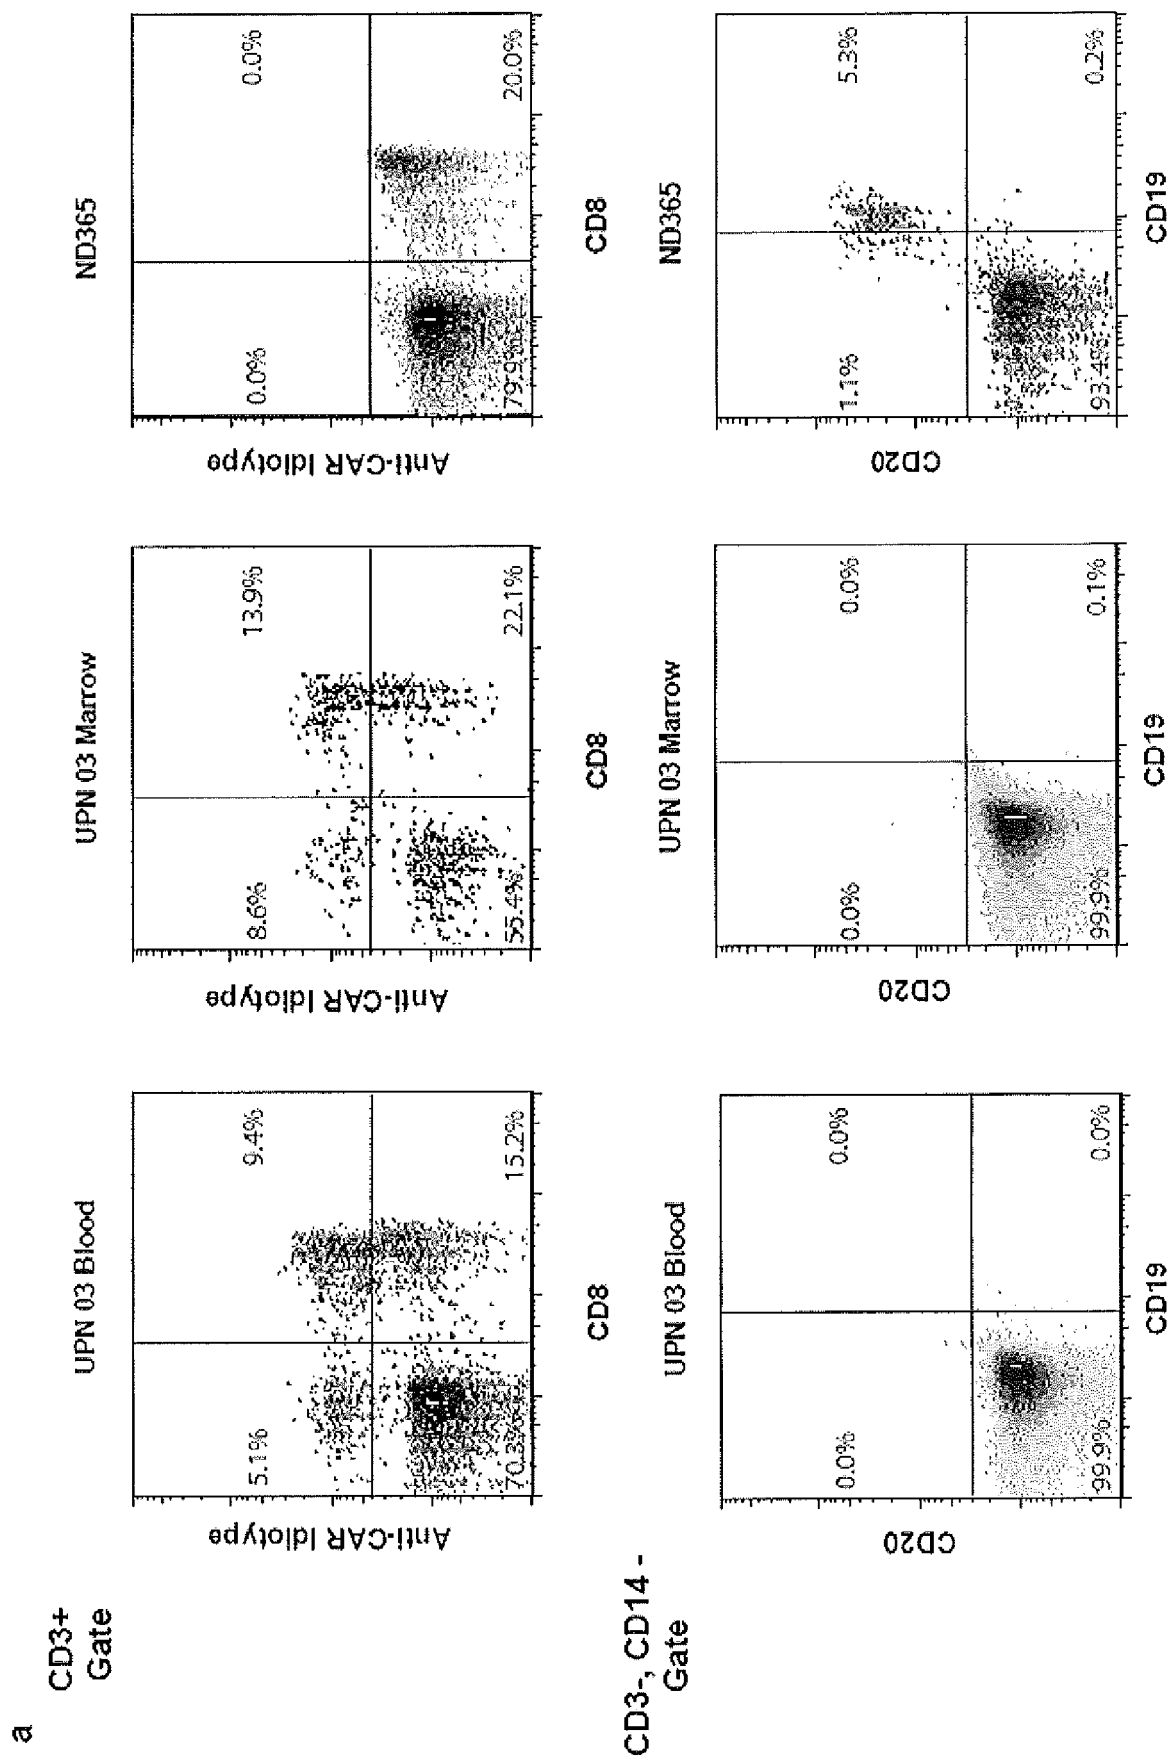 a
CD3+
Gate
UPN 03 Blood
Anti-CAR Idiotype
5.1%
9.4%
70.3%
15.2%
CD8
UPN 03 Marrow
Anti-CAR Idiotype
8.6%
13.9%
55.4%
22.1%
CD8
ND365
Anti-CAR Idiotype
0.0%
0.0%
79.9%
20.0%
CD8
CD3-, CD14 -
Gate
UPN 03 Blood
CD20
0.0%
0.0%
99.9%
0.0%
CD19
UPN 03 Marrow
CD20
0.0%
0.0%
99.9%
0.1%
CD19
ND365
CD20
1.1%
5.3%
93.4%
0.2%
CD19